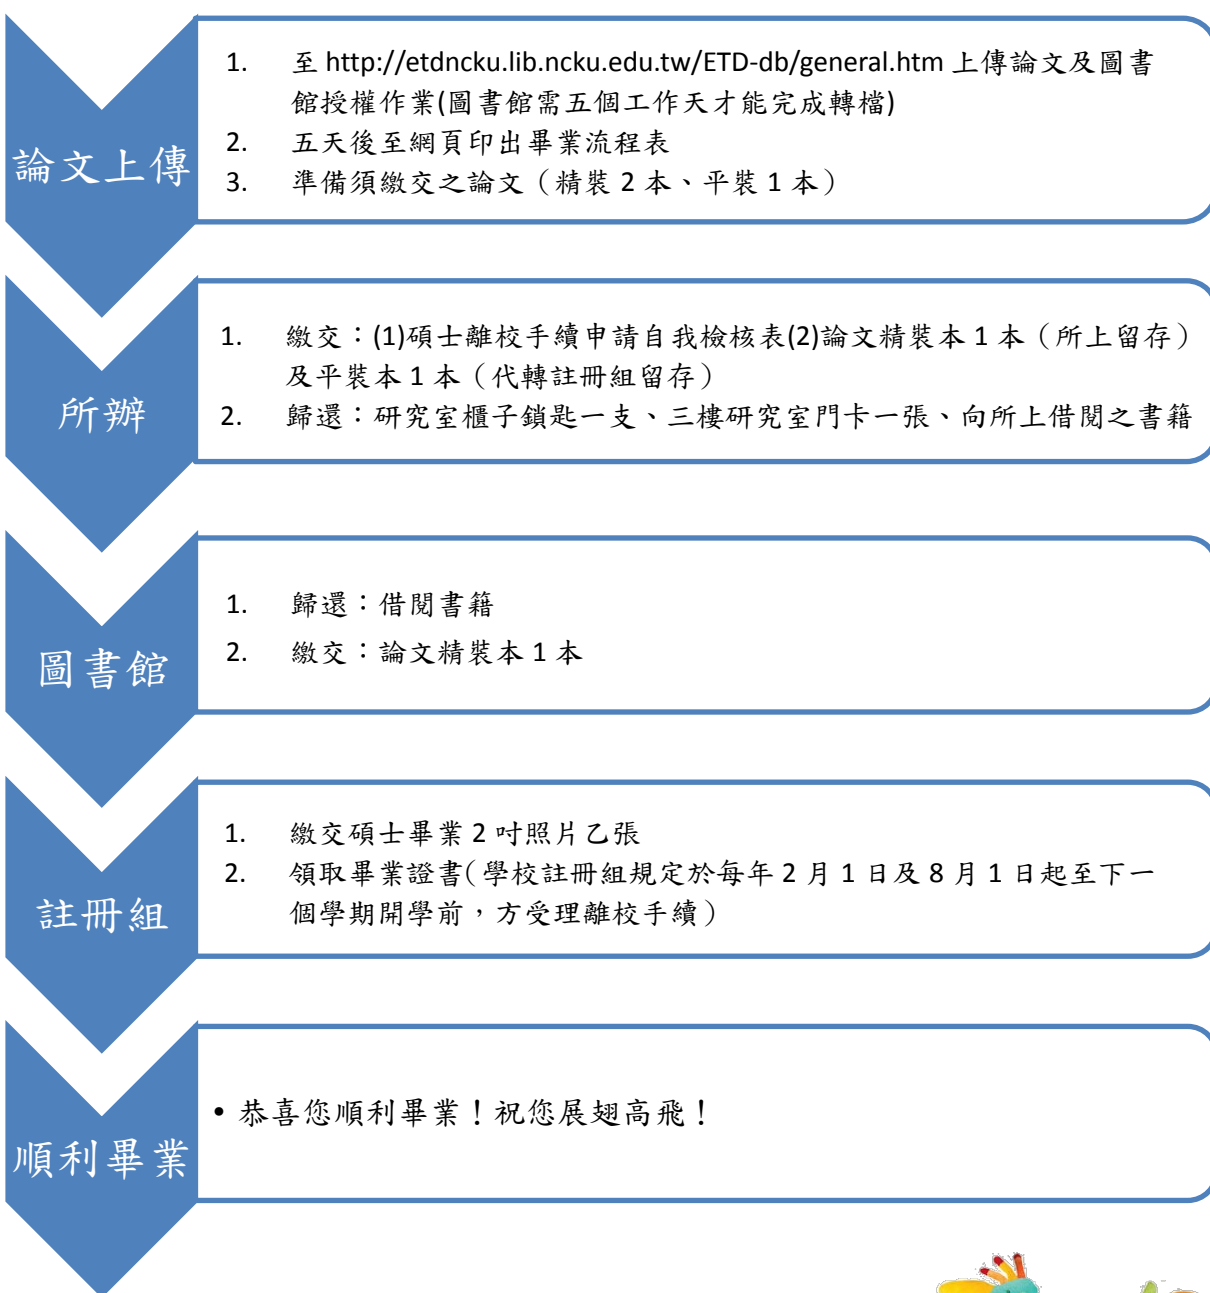 論文上傳
1. 至 http://etdncku.lib.ncku.edu.tw/ETD-db/general.htm 上傳論文及圖書
館授權作業(圖書館需五個工作天才能完成轉檔)
2. 五天後至網頁印出畢業流程表
3. 準備須繳交之論文（精裝 2 本、平裝 1 本）
所辦
1. 繳交：(1)碩士離校手續申請自我檢核表(2)論文精裝本 1 本（所上留存）
及平裝本 1 本（代轉註冊組留存）
2. 歸還：研究室櫃子鎖匙一支、三樓研究室門卡一張、向所上借閱之書籍
圖書館
1. 歸還：借閱書籍
2. 繳交：論文精裝本 1 本
註冊組
1. 繳交碩士畢業 2 吋照片乙張
2. 領取畢業證書（學校註冊組規定於每年 2 月 1 日及 8 月 1 日起至下一
個學期開學前，方受理離校手續）
順利畢業
• 恭喜您順利畢業！祝您展翅高飛！